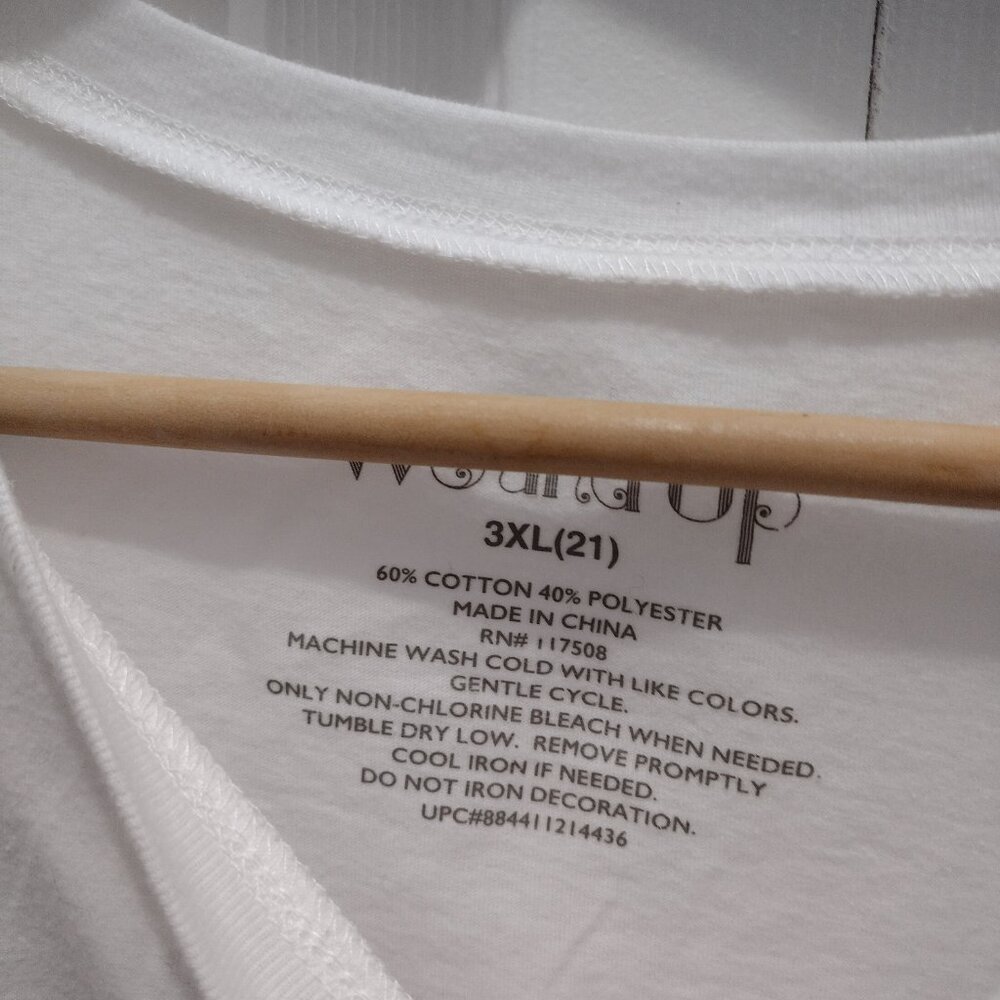 Wound Up
3XL(21)
60% COTTON 40% POLYESTER
MADE IN CHINA
RN# 117508
MACHINE WASH COLD WITH LIKE COLORS.
GENTLE CYCLE.
ONLY NON-CHLORINE BLEACH WHEN NEEDED.
TUMBLE DRY LOW. REMOVE PROMPTLY
COOL IRON IF NEEDED.
DO NOT IRON DECORATION.
UPC#884411214436